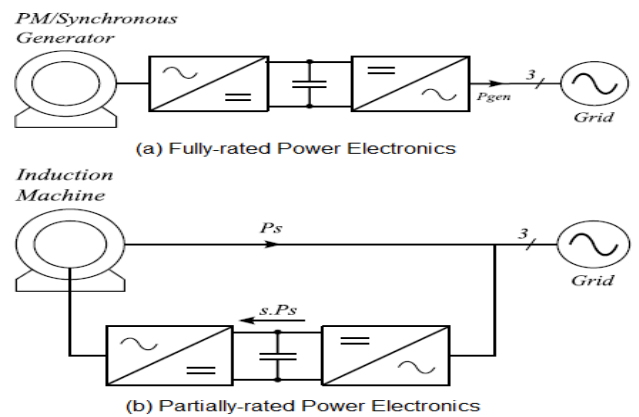 PM/Synchronous
Generator
3
Pgen
Grid
(a) Fully-rated Power Electronics
Induction
Machine
Ps
3
Grid
s.Ps
(b) Partially-rated Power Electronics